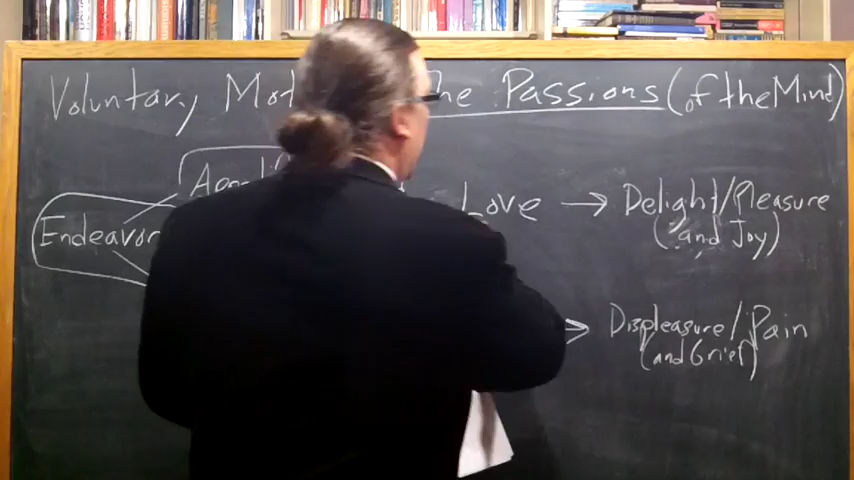 Voluntary Mot he Passions (of the Mind)
App
Endeavor Love → Delight/Pleasure
(and Joy)
→ Displeasure/Pain
(and Grief)